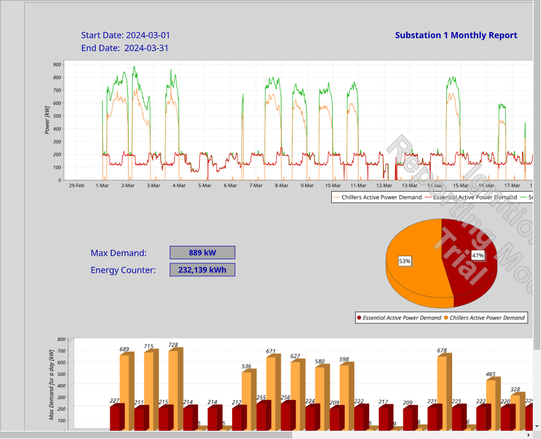 Start Date: 2024-03-01
End Date: 2024-03-31
Substation 1 Monthly Report
Power [kW]
900
800
700
600
500
400
300
200
100
0
29-Feb 1-Mar 2-Mar 3-Mar 4-Mar 5-Mar 6-Mar 7-Mar 8-Mar 9-Mar 10-Mar 11-Mar 12-Mar 13-Mar 14-Mar 15-Mar 16-Mar 17-Mar
Chillers Active Power Demand Essential Active Power Demand
Ignition
Reporting
Trial
Max Demand: 889 kW
Energy Counter: 232,139 kWh
53% 47%
Essential Active Power Demand Chillers Active Power Demand
Max Demand for a day [kW]
800
700
600
500
400
300
200
100
689 715 728 536 671 627 580 598 678 465 328
227 211 215 214 214 212 255 256 224 209 222 217 209 221 221 222 220